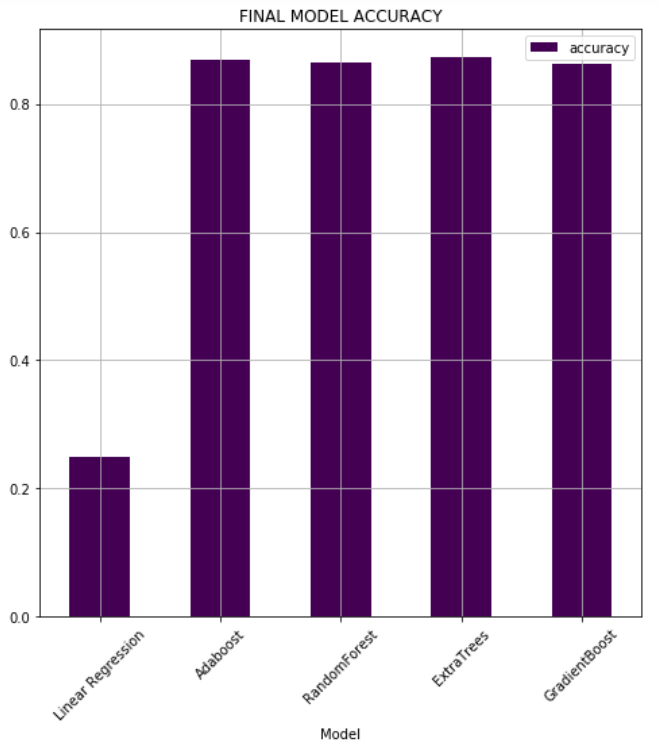 FINAL MODEL ACCURACY
accuracy
0.8
0.6
0.4
0.2
0.0
Linear Regression
Adaboost
RandomForest
ExtraTrees
GradientBoost
Model